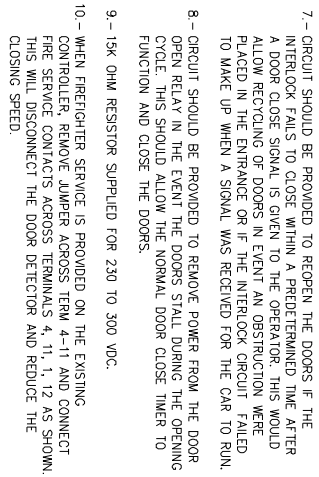 7.- CIRCUIT SHOULD BE PROVIDED TO REOPEN THE DOORS IF THE
INTERLOCK FAILS TO CLOSE WITHIN A PREDETERMINED TIME AFTER
A DOOR CLOSE SIGNAL IS GIVEN TO THE OPERATOR. THIS WOULD
ALLOW RECYCLING OF DOORS IN EVENT AN OBSTRUCTION WERE
PLACED IN THE ENTRANCE OR IF THE INTERLOCK CIRCUIT FAILED
TO MAKE UP WHEN A SIGNAL WAS RECEIVED FOR THE CAR TO RUN.
8.- CIRCUIT SHOULD BE PROVIDED TO REMOVE POWER FROM THE DOOR
OPEN RELAY IN THE EVENT THE DOORS STALL DURING THE OPENING
CYCLE. THIS SHOULD ALLOW THE NORMAL DOOR CLOSE TIMER TO
FUNCTION AND CLOSE THE DOORS.
9.- 15K OHM RESISTOR SUPPLIED FOR 230 TO 300 VDC.
10.- WHEN FIREFIGHTER SERVICE IS PROVIDED ON THE EXISTING
CONTROLLER, REMOVE JUMPER ACROSS TERM 4-11 AND CONNECT
FIRE SERVICE CONTACTS ACROSS TERMINALS 4, 11, 1, 12 AS SHOWN.
THIS WILL DISCONNECT THE DOOR DETECTOR AND REDUCE THE
CLOSING SPEED.